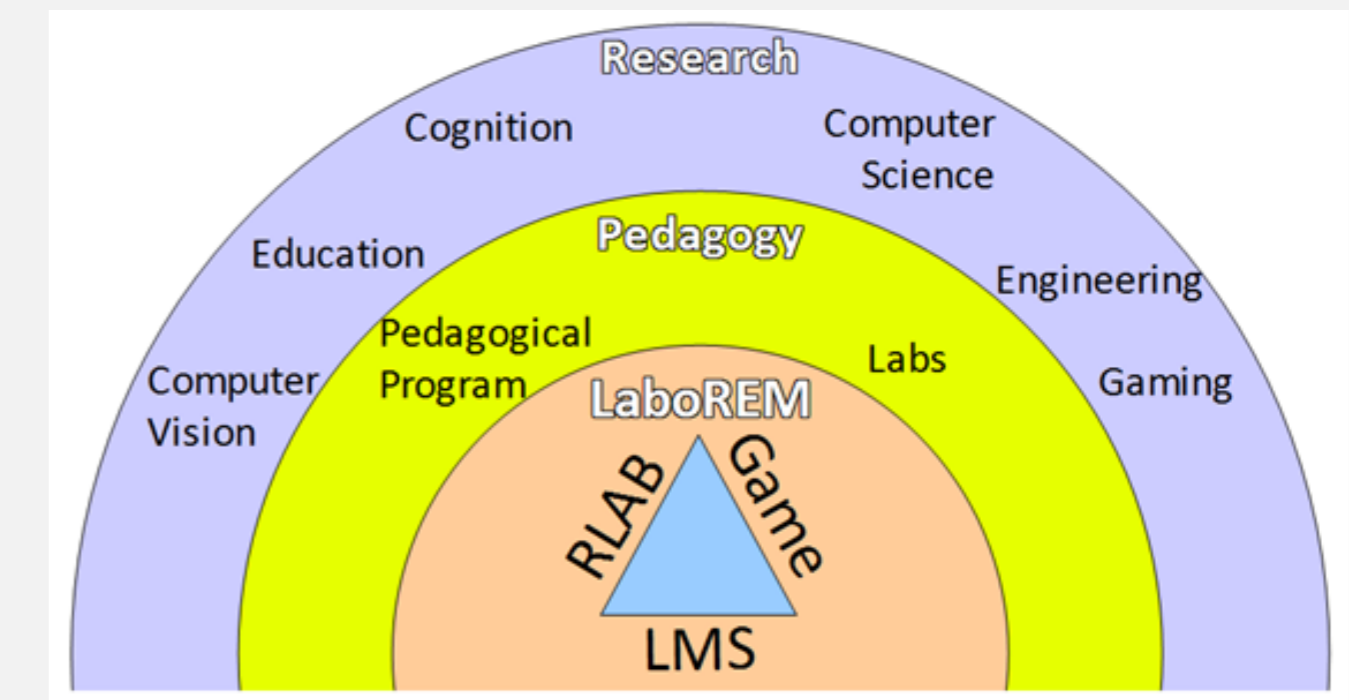 Research
Cognition
Computer
Science
Education
Engineering
Computer
Vision
Gaming
Pedagogy
Pedagogical
Program
Labs
LaboREM
RLAB
Game
LMS